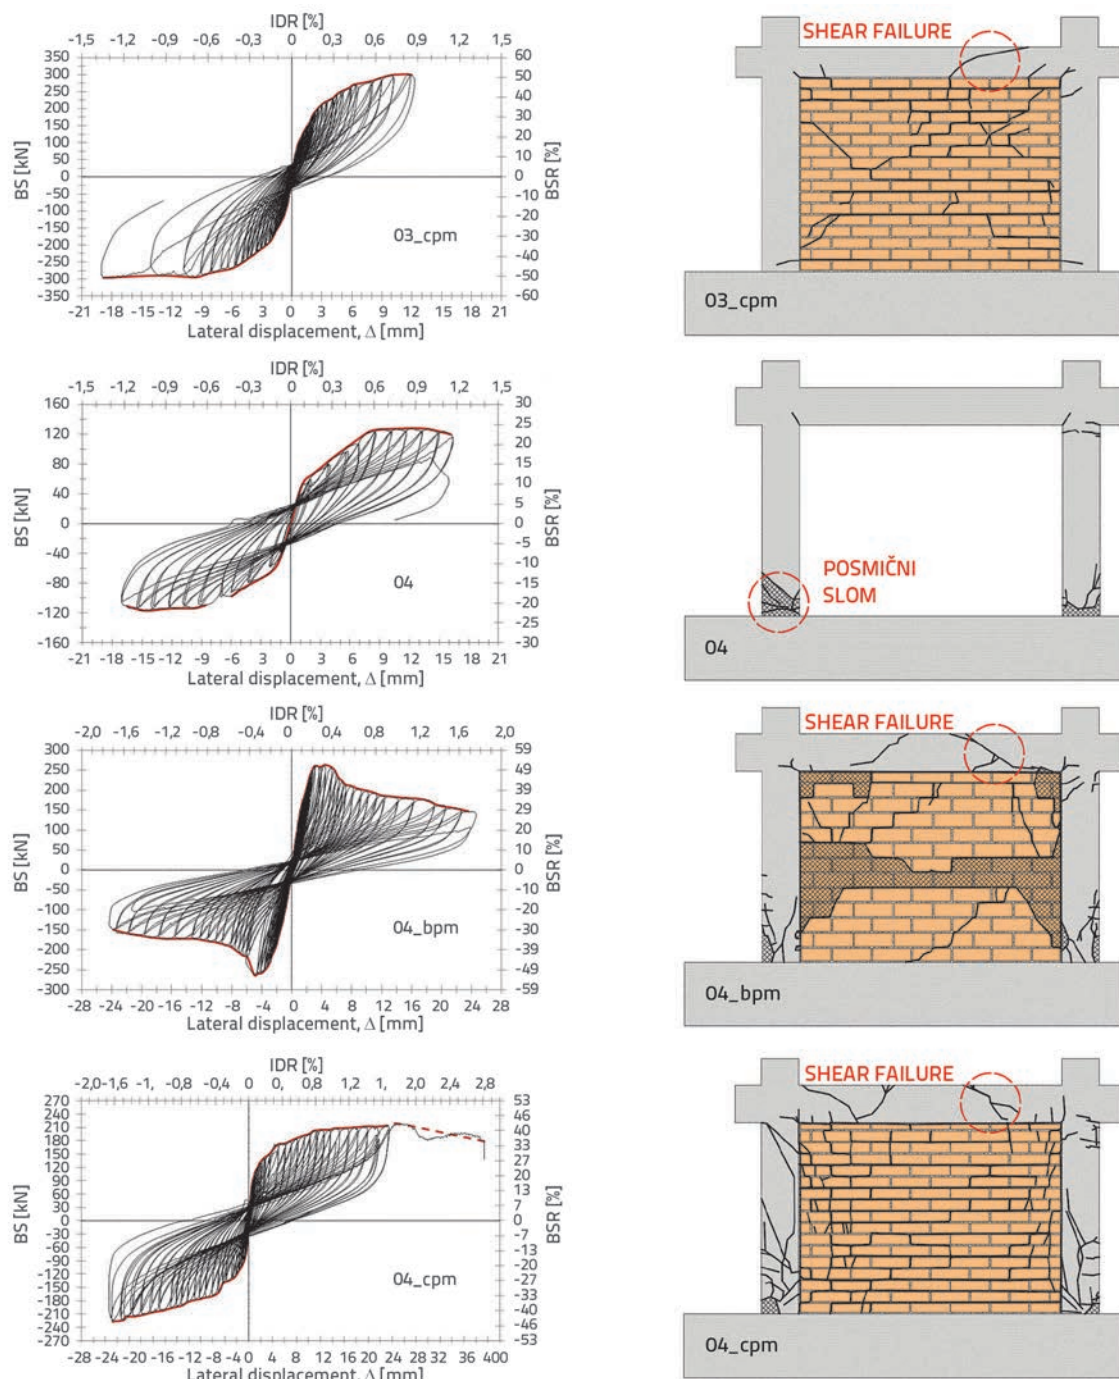 IDR [%]
-1,5 -1,2 -0,9 -0,6 -0,3 0 0,3 0,6 0,9 1,2 1,5
350 300 250 200 150 100 50 0 -50 -100 -150 -200 -250 -300 350
BS [kN]
60 50 40 30 20 10 0 -10 -20 -30 -40 -50 -60
BSR [%]
03_cpm
-21 -18 -15 -12 -9 -6 -3 0 3 6 9 12 15 18 21
Lateral displacement, Δ [mm]
SHEAR FAILURE
03_cpm
IDR [%]
-1,5 -1,2 -0,9 -0,6 -0,3 0 0,3 0,6 0,9 1,2 1,5
160 120 80 40 0 -40 -80 -120 -160
BS [kN]
30 25 20 15 10 5 0 -5 -10 -15 -20 -25 -30
BSR [%]
04
-21 -18 -15 -12 -9 -6 -3 0 3 6 9 12 15 18 21
Lateral displacement, Δ [mm]
POSMIČNI
SLOM
04
IDR [%]
-2,0 -1,6 -1,2 -0,8 -0,4 0 0,4 0,8 1,2 1,6 2,0
300 250 200 150 100 50 0 -50 -100 -150 -200 -250 -300
BS [kN]
59 49 39 29 20 10 0 -10 -20 -30 -39 -49 -59
BSR [%]
04_bpm
-28 -24 -20 -16 -12 -8 -4 0 4 8 12 16 20 24 28
Lateral displacement, Δ [mm]
SHEAR FAILURE
04_bpm
IDR [%]
-2,0 -1,6 -1, -0,8 -0,4 0 0, 0,8 1,2 1, 2,0 2,4 2,8
270 240 210 180 150 120 90 60 30 0 -30 -60 -90 -120 -150 -180 -210 -240 -270
BS [kN]
53 46 40 33 27 20 13 7 0 -7 -13 -20 -27 -33 -40 -46 -53
BSR [%]
04_cpm
-28 -24 -20 -16 -12 -8 -4 0 4 8 12 16 20 24 28 32 36 400
Lateral displacement, Δ [mm]
SHEAR FAILURE
04_cpm